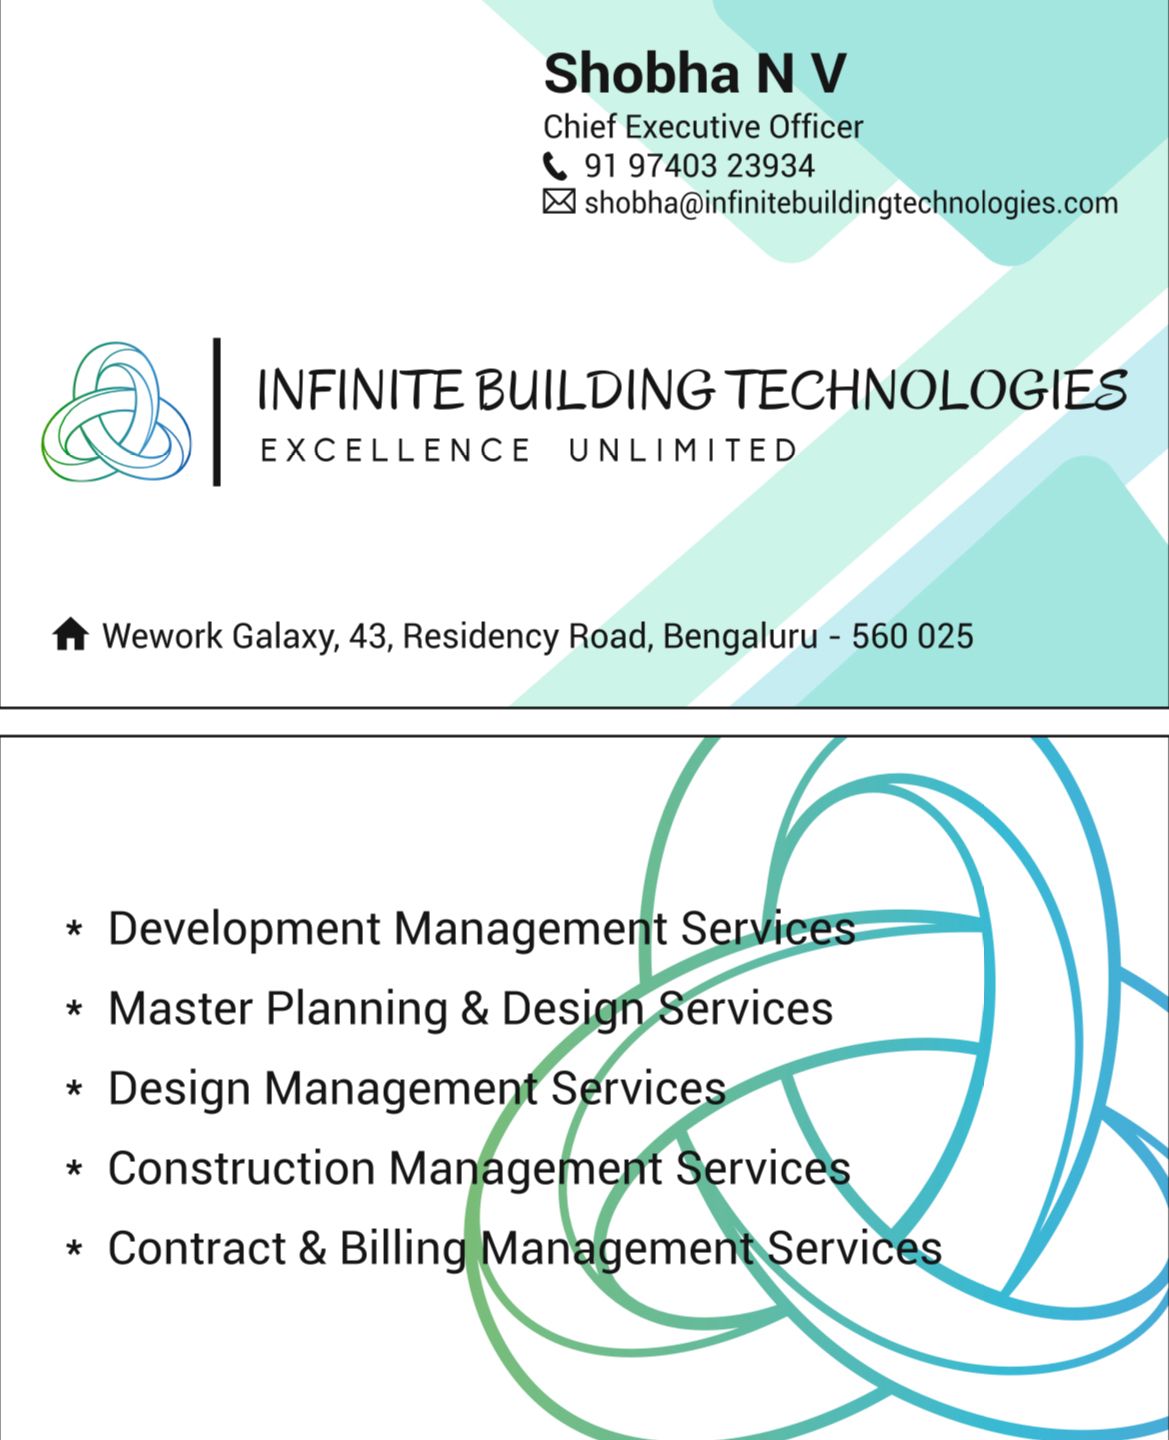 Shobha N V
Chief Executive Officer
91 97403 23934
shobha@infinitebuildingtechnologies.com
INFINITE BUILDING TECHNOLOGIES
EXCELLENCE UNLIMITED
Wework Galaxy, 43, Residency Road, Bengaluru - 560 025
* Development Management Services
* Master Planning & Design Services
* Design Management Services
* Construction Management Services
* Contract & Billing Management Services